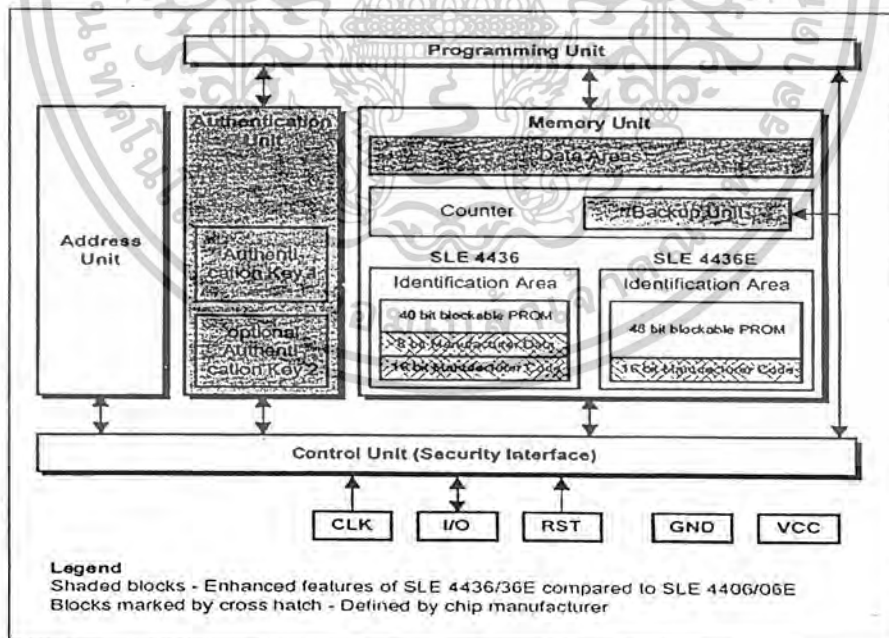 Programming Unit
Address
Unit
Authentication
Unit
Authenti-
cation Key 1
optional
Authenti-
cation Key 2
Memory Unit
Data Areas
Counter
Backup Unit
SLE 4436
Identification Area
40 bit blockable PROM
8 bit Manufacturer Data
16 bit Manufacturer Code
SLE 4436E
Identification Area
48 bit blockable PROM
16 bit Manufacturer Code
Control Unit (Security Interface)
CLK
I/O
RST
GND
VCC
Legend
Shaded blocks - Enhanced features of SLE 4436/36E compared to SLE 4406/06E
Blocks marked by cross hatch - Defined by chip manufacturer